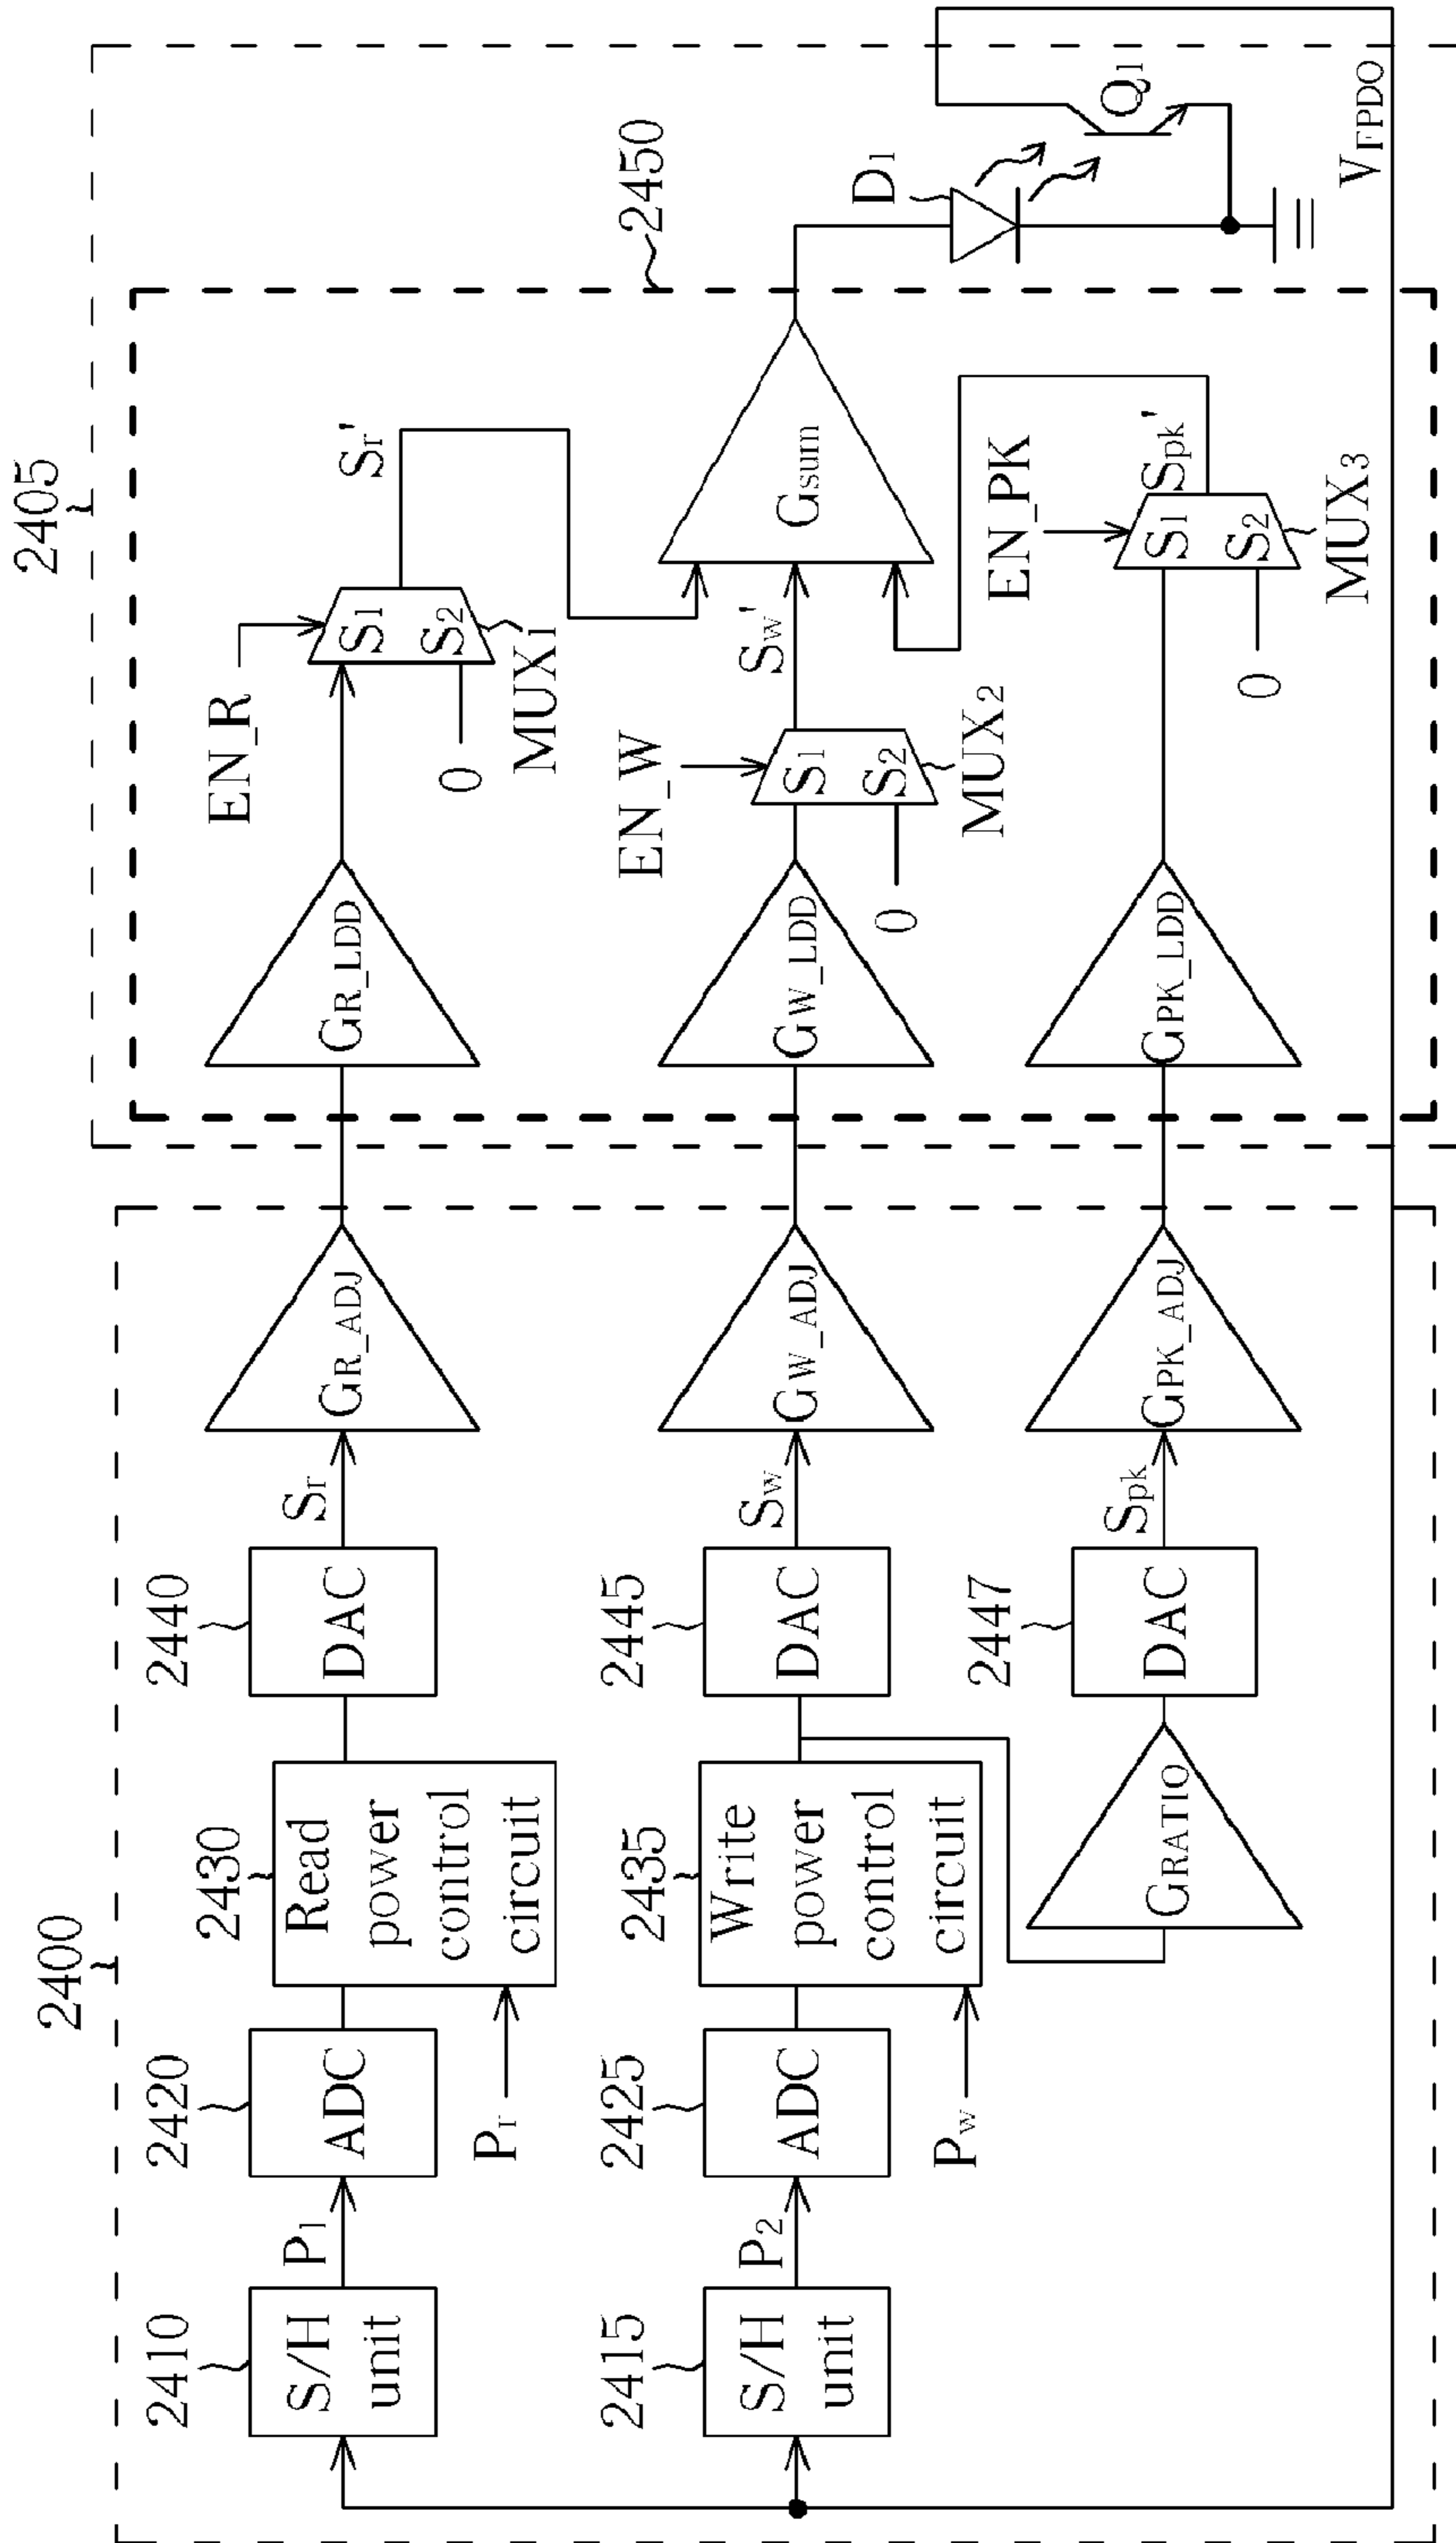 2400
2405
2410
S/H
unit
P1
2420
ADC
2430
Read
power
control
circuit
Pr
2440
DAC
Sr
GR_ADJ
GR_LDD
EN_R
S1
S2
0
MUX1
Sr'
2450
2415
S/H
unit
P2
2425
ADC
2435
Write
power
control
circuit
Pw
2445
DAC
Sw
GW_ADJ
GW_LDD
EN_W
S1
S2
0
MUX2
Sw'
Gsum
D1
Q1
GRATIO
2447
DAC
Spk
GPK_ADJ
GPK_LDD
EN_PK
S1
S2
0
MUX3
Spk'
VFPDO